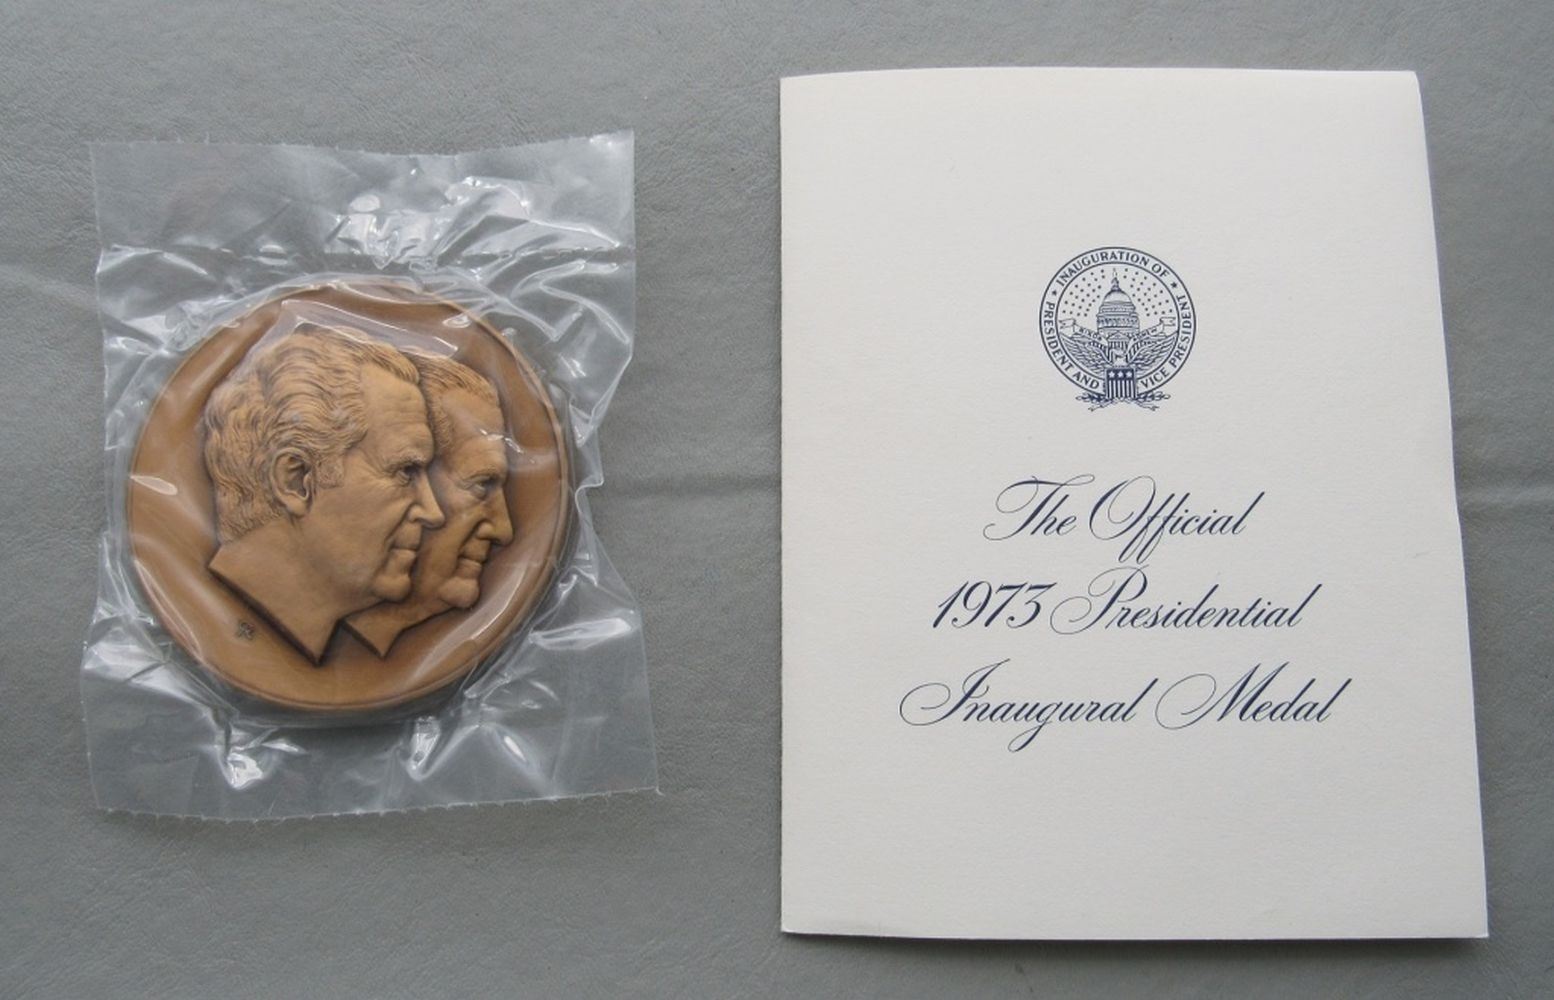 INAUGURATION OF
PRESIDENT AND VICE PRESIDENT
The Official
1973 Presidential
Inaugural Medal